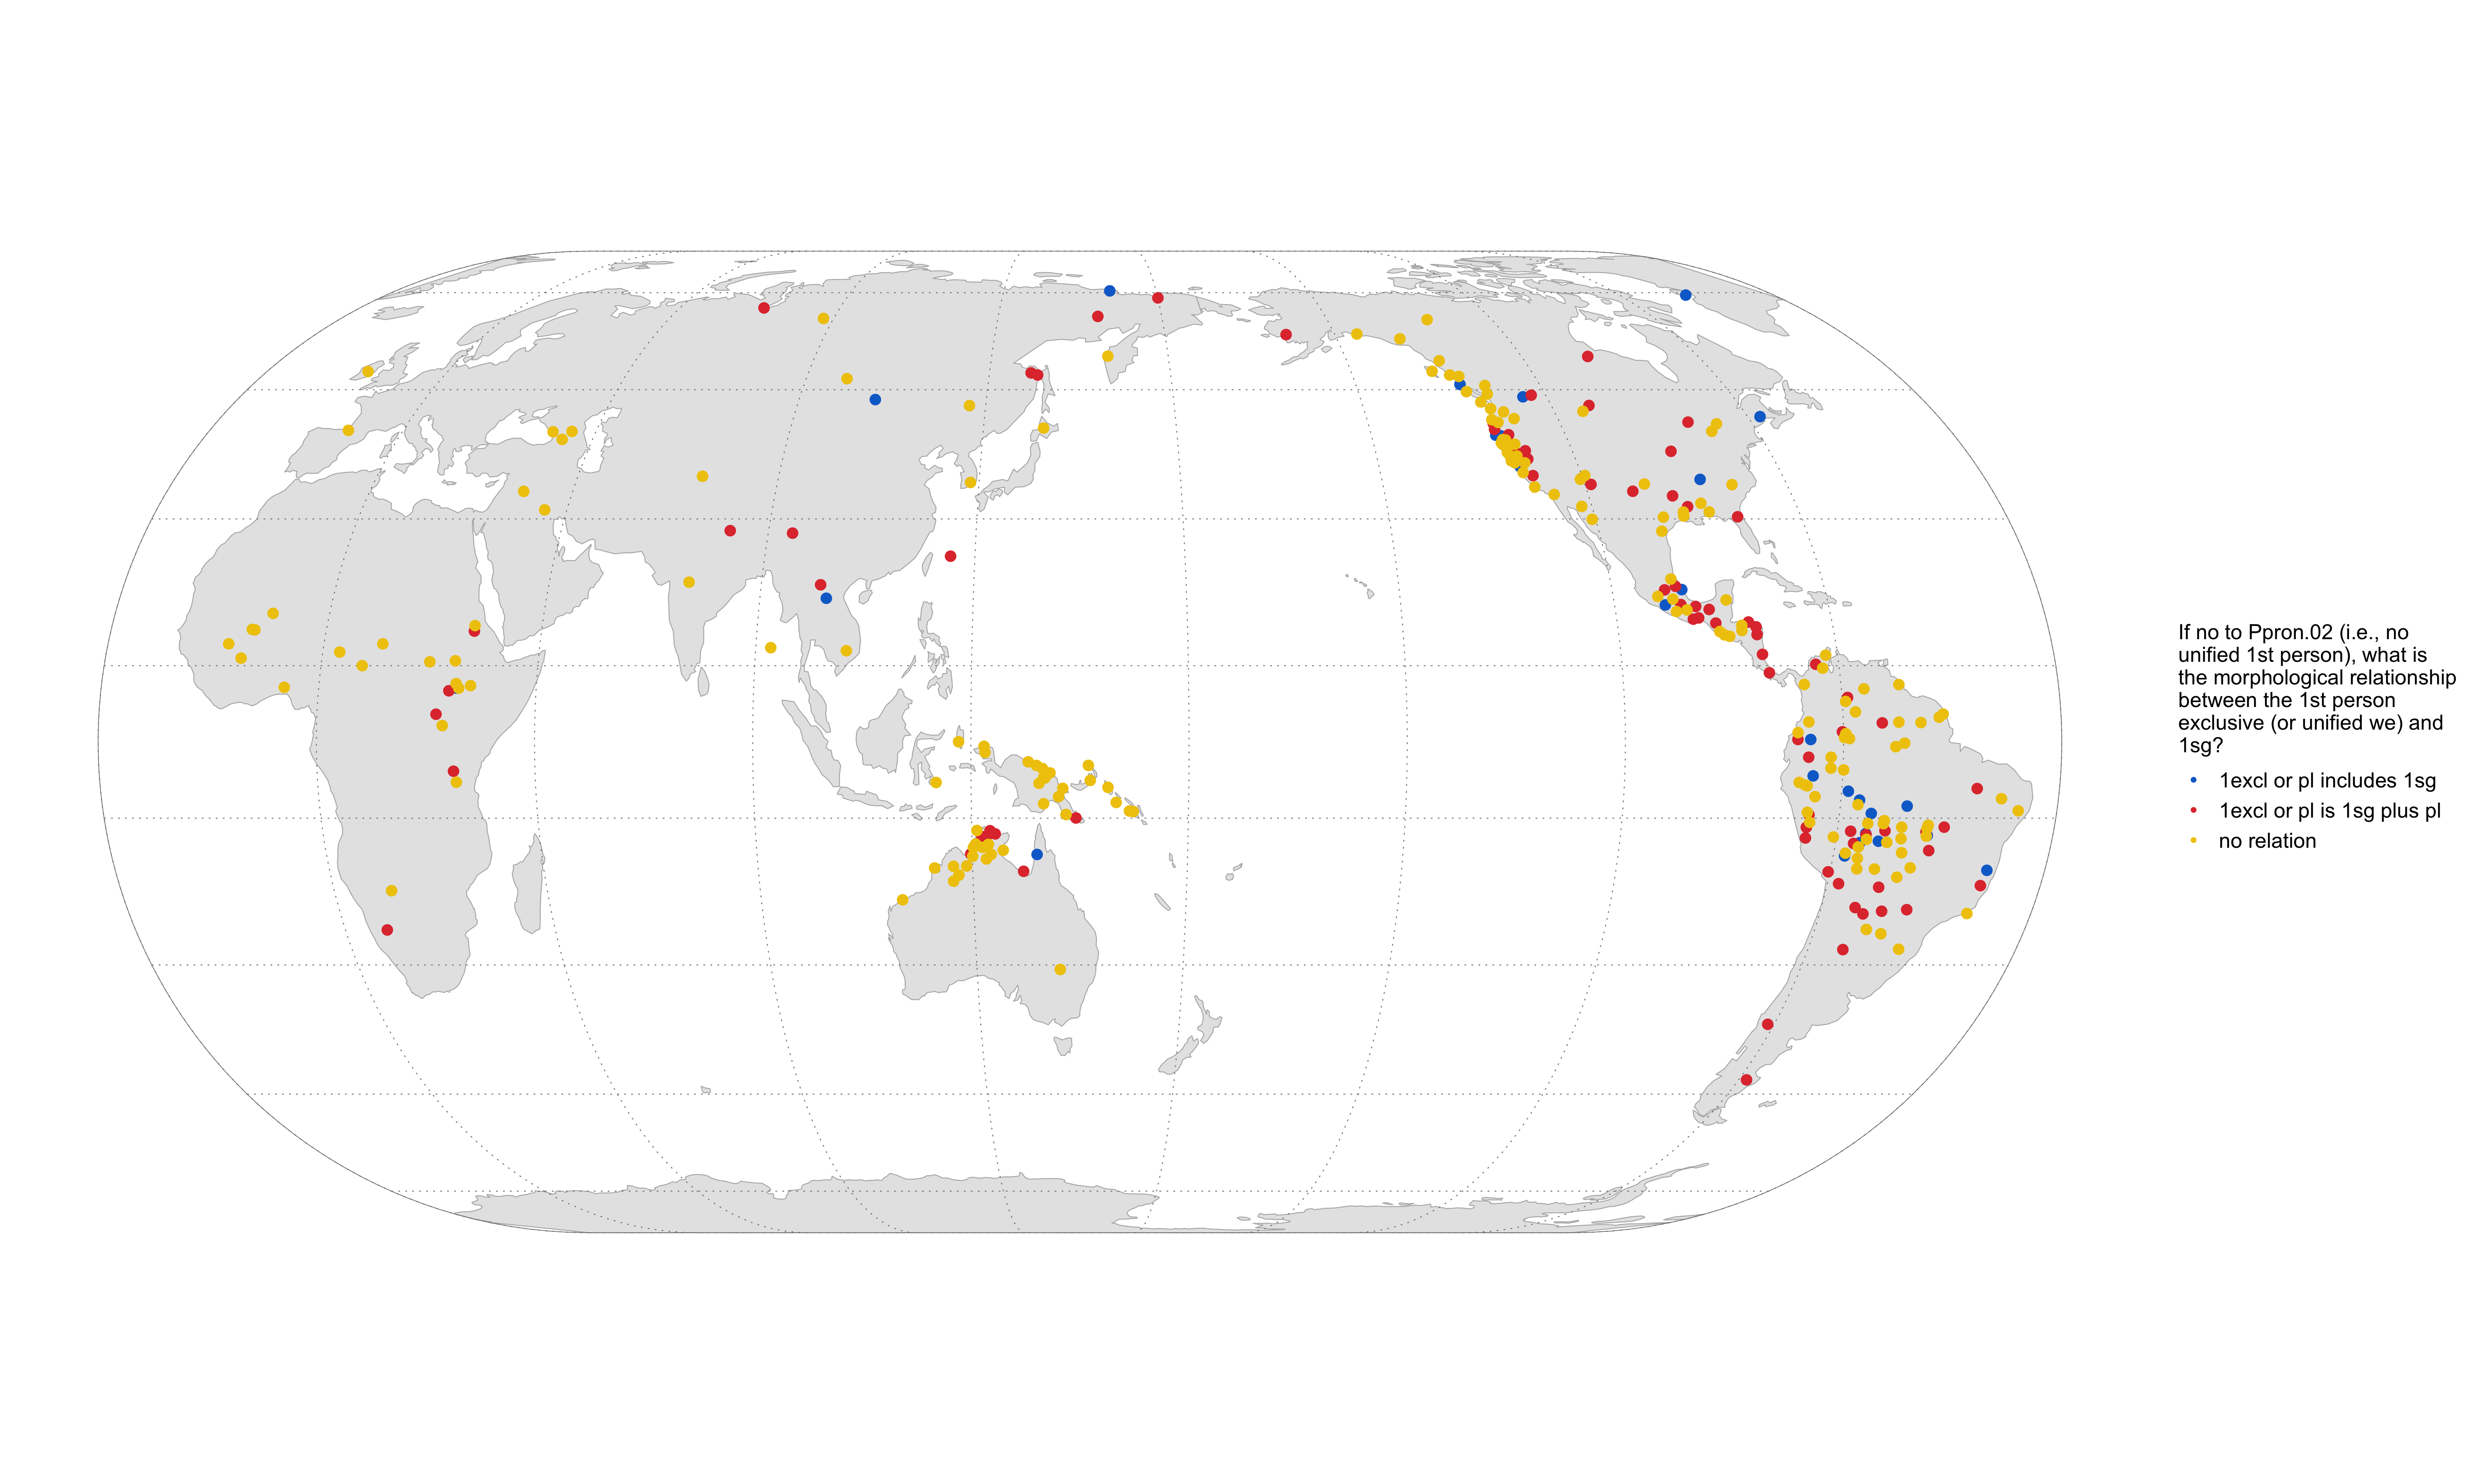 If no to Ppron.02 (i.e., no
unified 1st person), what is
the morphological relationship
between the 1st person
exclusive (or unified we) and
1sg?
1excl or pl includes 1sg
1excl or pl is 1sg plus pl
no relation